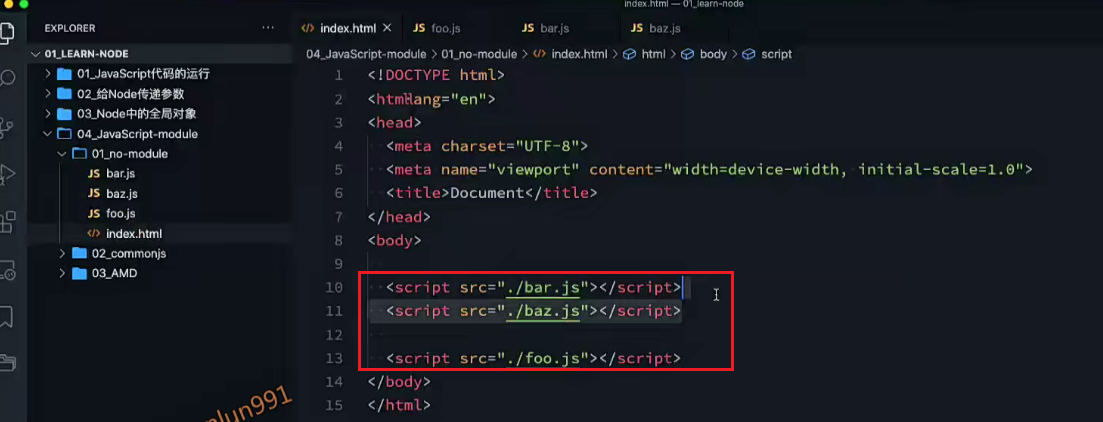 index.html — 01_learn-node
EXPLORER
index.html
JS foo.js
JS bar.js
JS baz.js
01_LEARN-NODE
04_JavaScript-module > 01_no-module > index.html > html > body > script
01_JavaScript代码的运行
02_给Node传递参数
03_Node中的全局对象
04_JavaScript-module
01_no-module
JS bar.js
JS baz.js
JS foo.js
index.html
02_commonjs
03_AMD
1 <!DOCTYPE html>
2 <html lang="en">
3 <head>
4 <meta charset="UTF-8">
5 <meta name="viewport" content="width=device-width, initial-scale=1.0">
6 <title>Document</title>
7 </head>
8 <body>
9
10 <script src="./bar.js"></script>
11 <script src="./baz.js"></script>
12
13 <script src="./foo.js"></script>
14 </body>
15 </html>